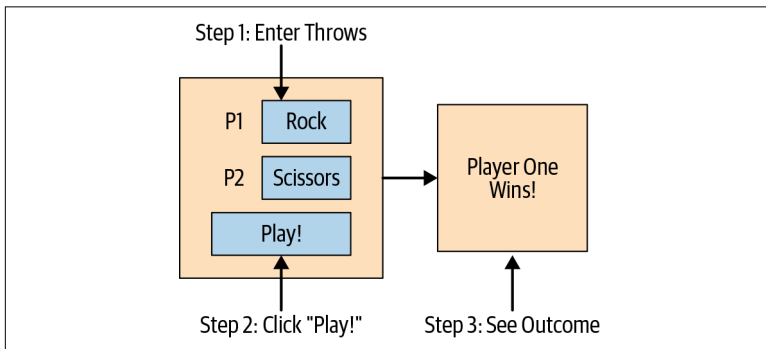 Step 1: Enter Throws
P1 Rock
P2 Scissors
Play!
Player One
Wins!
Step 2: Click "Play!"
Step 3: See Outcome